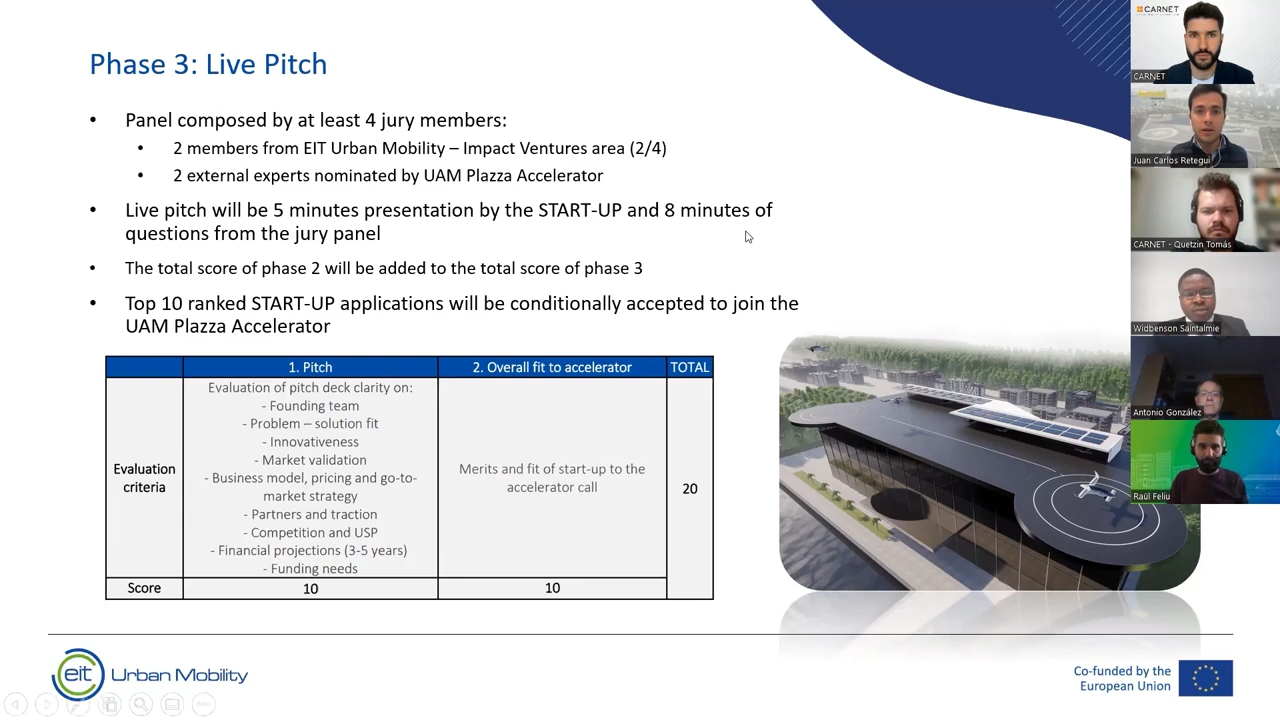 Phase 3: Live Pitch
• Panel composed by at least 4 jury members:
• 2 members from EIT Urban Mobility – Impact Ventures area (2/4)
• 2 external experts nominated by UAM Plazza Accelerator
• Live pitch will be 5 minutes presentation by the START-UP and 8 minutes of
questions from the jury panel
• The total score of phase 2 will be added to the total score of phase 3
• Top 10 ranked START-UP applications will be conditionally accepted to join the
UAM Plazza Accelerator
1. Pitch 2. Overall fit to accelerator TOTAL
Evaluation criteria
Evaluation of pitch deck clarity on:
- Founding team
- Problem – solution fit
- Innovativeness
- Market validation
- Business model, pricing and go-to-
market strategy
- Partners and traction
- Competition and USP
- Financial projections (3-5 years)
- Funding needs
Merits and fit of start-up to the
accelerator call
20
Score 10 10
eit Urban Mobility
Co-funded by the
European Union
CARNET
CARNET
Juan Carlos Retegui
CARNET - Quetzin Tomás
Widbenson Saintalmie
Antonio González
Raül Feliu